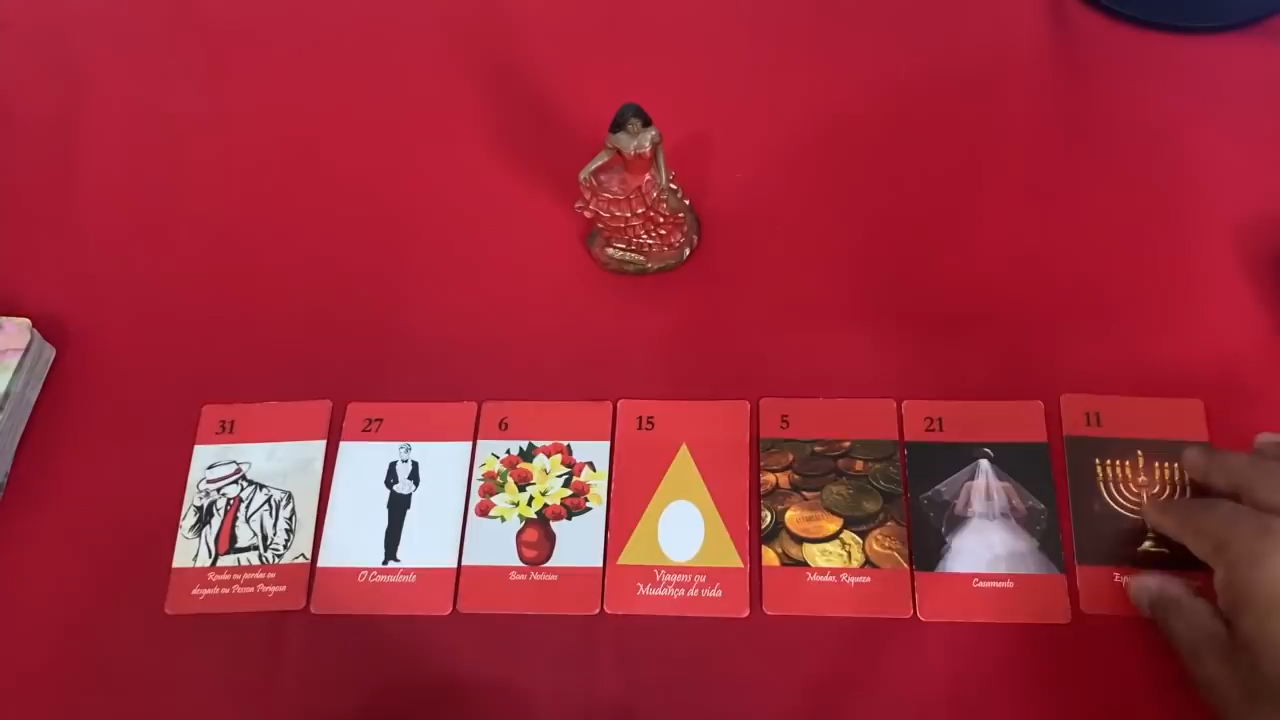 31
Roubo ou perdas ou
desgaste ou Pessoa Perigosa
27
O Consulente
6
Boas Noticias
15
Viagens ou
Mudança de vida
5
Moedas, Riqueza
21
Casamento
11